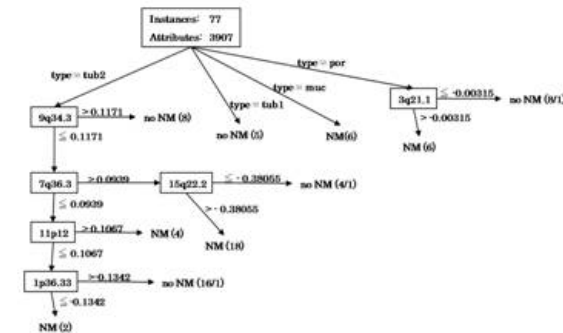 Instances: 77
Attributes: 3907
type = tub2
type = tub1
type = muc
type = por
9q34.3
>0.1171
no NM (8)
≦ 0.1171
no NM (5)
NM(6)
3q21.1
≦ -0.00315
no NM (8/1)
>-0.00315
NM (6)
7q36.3
>0.0939
15q22.2
≦ - 0.38055
no NM (4/1)
≦ 0.0939
> - 0.38055
NM (18)
11p12
>0.1067
NM (4)
≦ 0.1067
1p36.33
>-0.1342
no NM (16/1)
≦ -0.1342
NM (2)